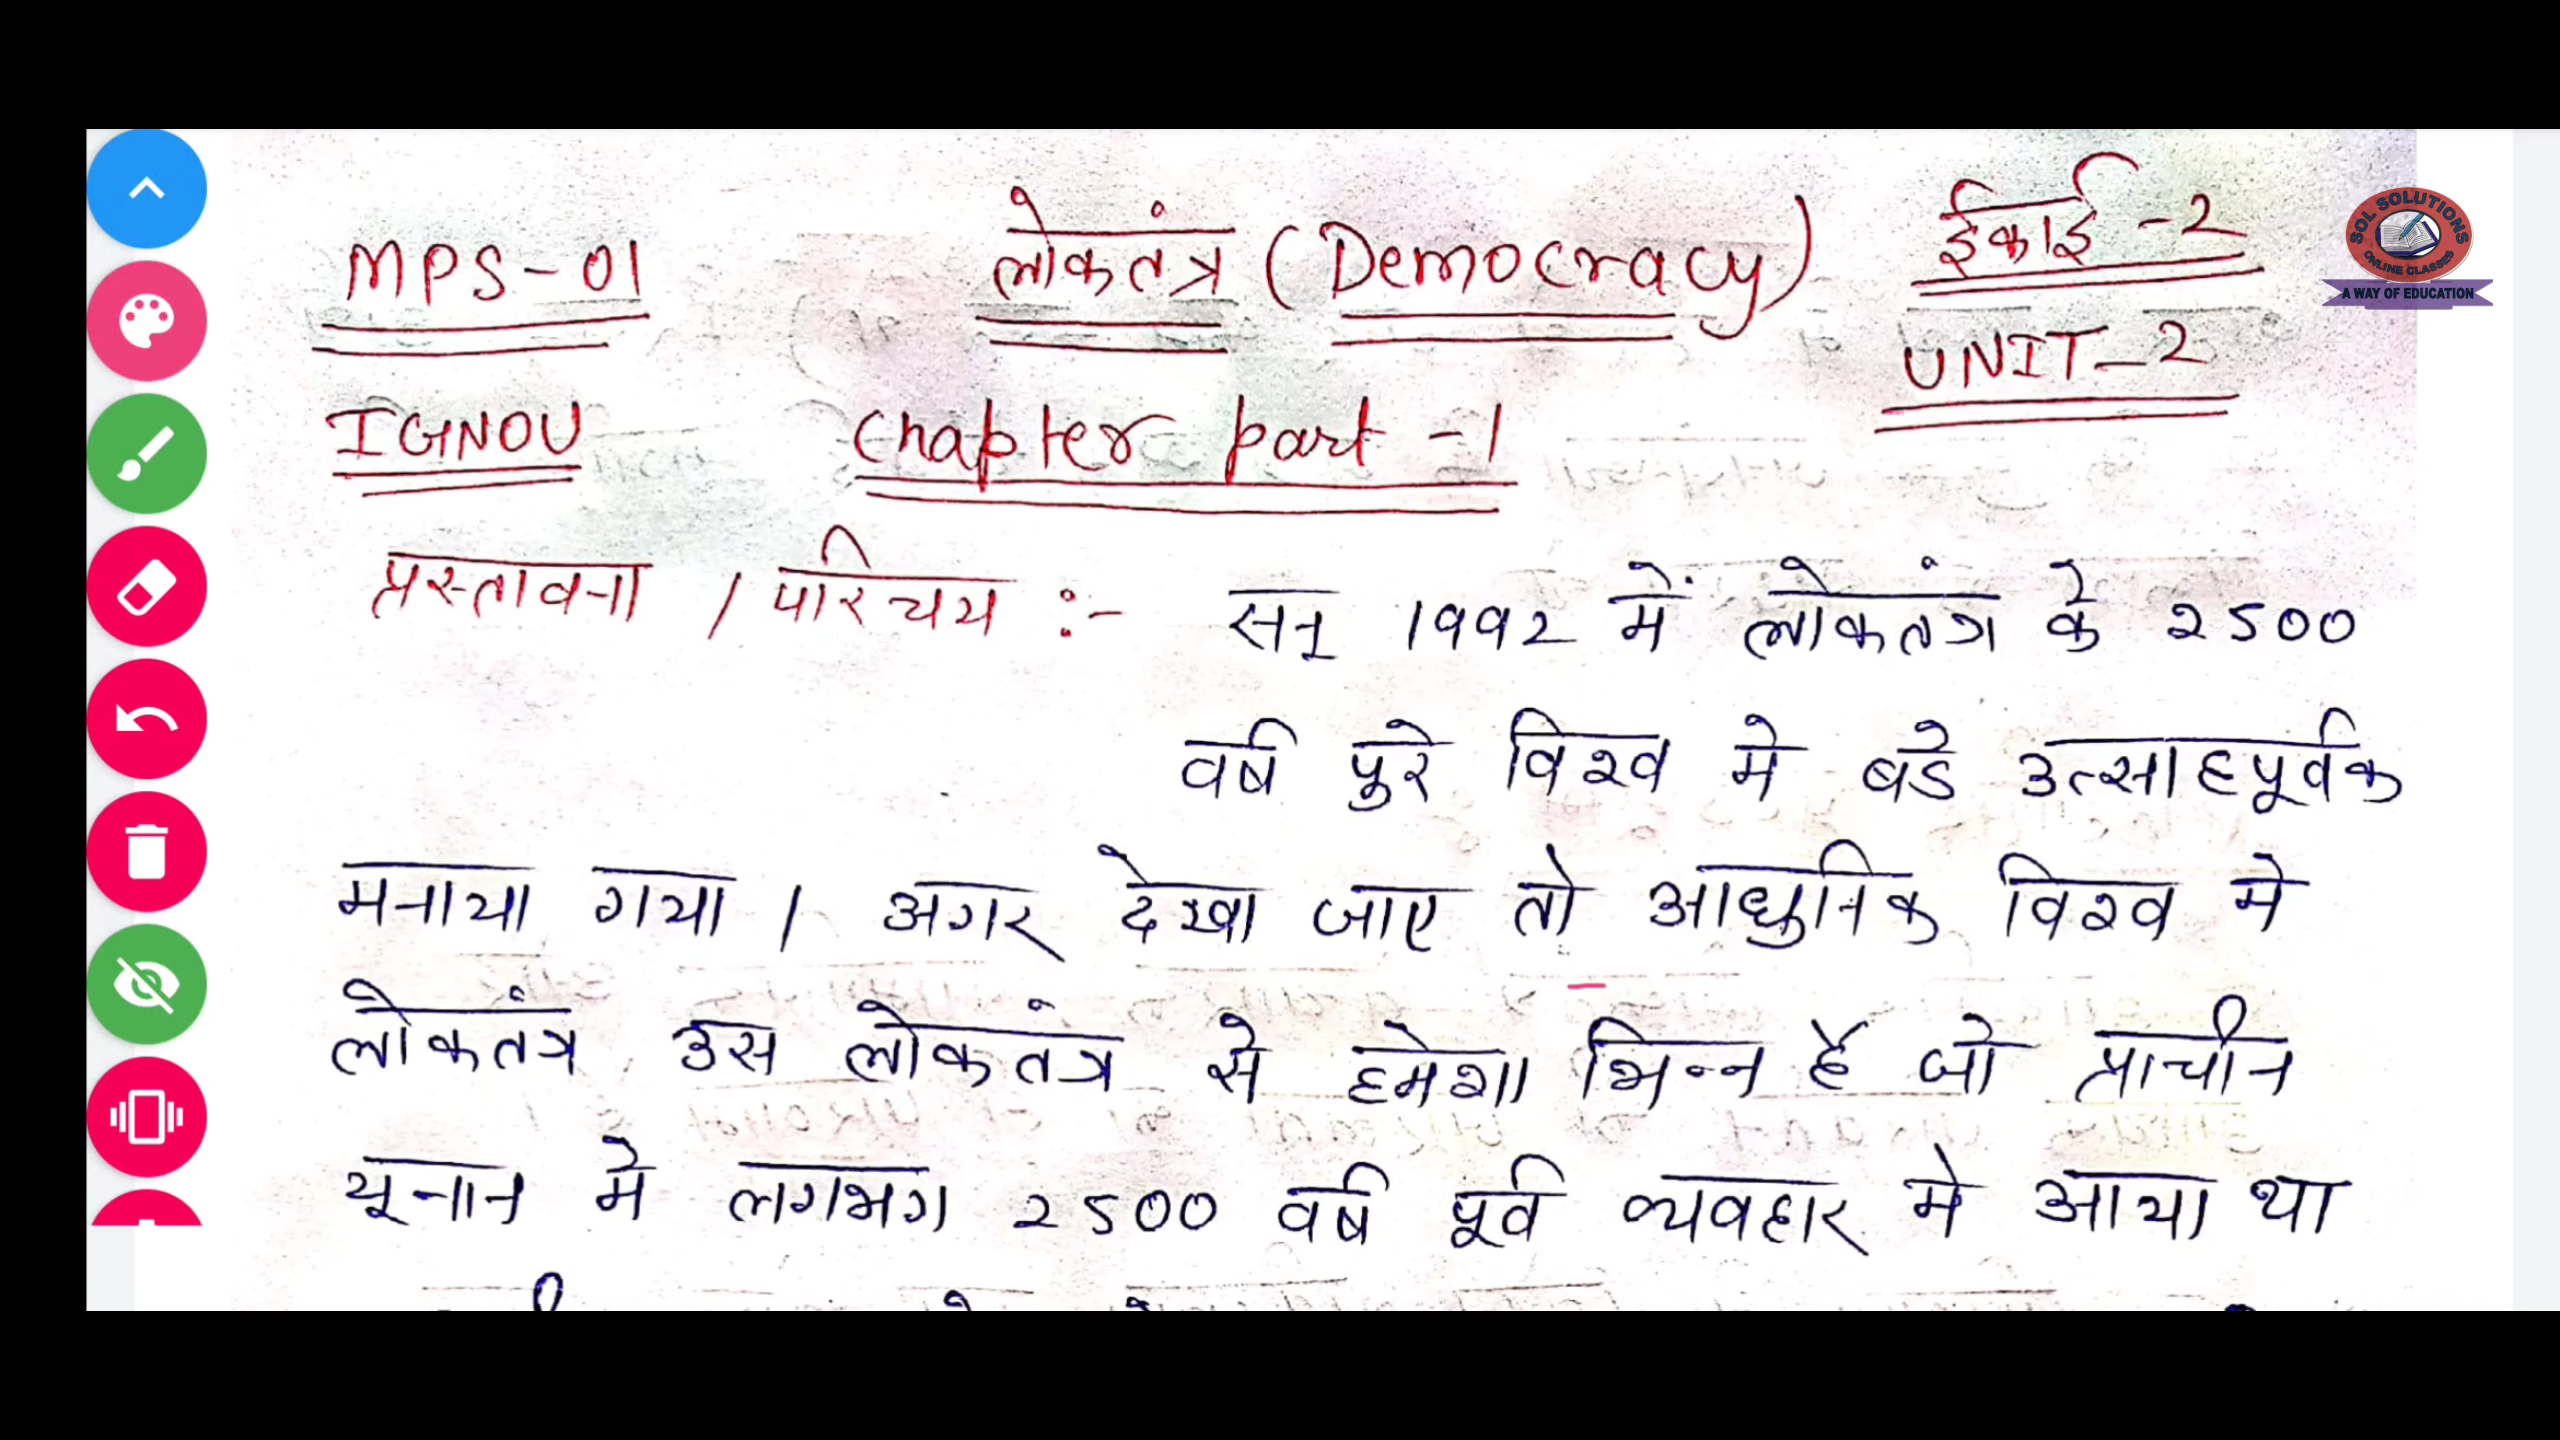 MPS-01 लोकतंत्र (Democracy) ईकाई-2
UNIT-2
IGNOU Chapter part-1
प्रस्तावना / परिचय :- सन् 1992 में लोकतंत्र के 2500
वर्ष पुरे विश्व मे बडे उत्साहपूर्वक
मनाया गया । अगर देखा जाए तो आधुनिक विश्व मे
लोकतंत्र उस लोकतंत्र से हमेशा भिन्न है जो प्राचीन
यूनान मे लगभग 2500 वर्ष पूर्व व्यवहार मे आया था
SOL SOLUTIONS
ONLINE CLASSES
A WAY OF EDUCATION